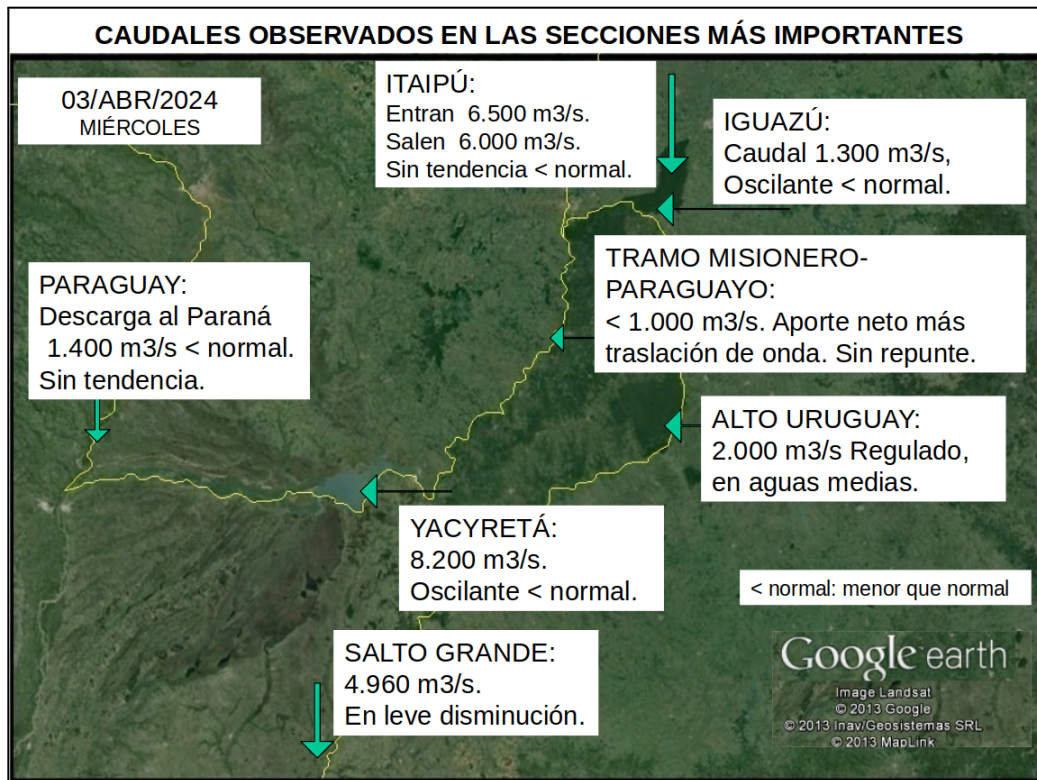 CAUDALES OBSERVADOS EN LAS SECCIONES MÁS IMPORTANTES
03/ABR/2024
MIÉRCOLES
ITAIPÚ:
Entran 6.500 m3/s.
Salen 6.000 m3/s.
Sin tendencia < normal.
IGUAZÚ:
Caudal 1.300 m3/s,
Oscilante < normal.
TRAMO MISIONERO-
PARAGUAYO:
< 1.000 m3/s. Aporte neto más
traslación de onda. Sin repunte.
PARAGUAY:
Descarga al Paraná
1.400 m3/s < normal.
Sin tendencia.
ALTO URUGUAY:
2.000 m3/s Regulado,
en aguas medias.
YACYRETÁ:
8.200 m3/s.
Oscilante < normal.
< normal: menor que normal
SALTO GRANDE:
4.960 m3/s.
En leve disminución.
Google earth
Image Landsat
© 2013 Google
© 2013 Inav/Geosistemas SRL
© 2013 MapLink